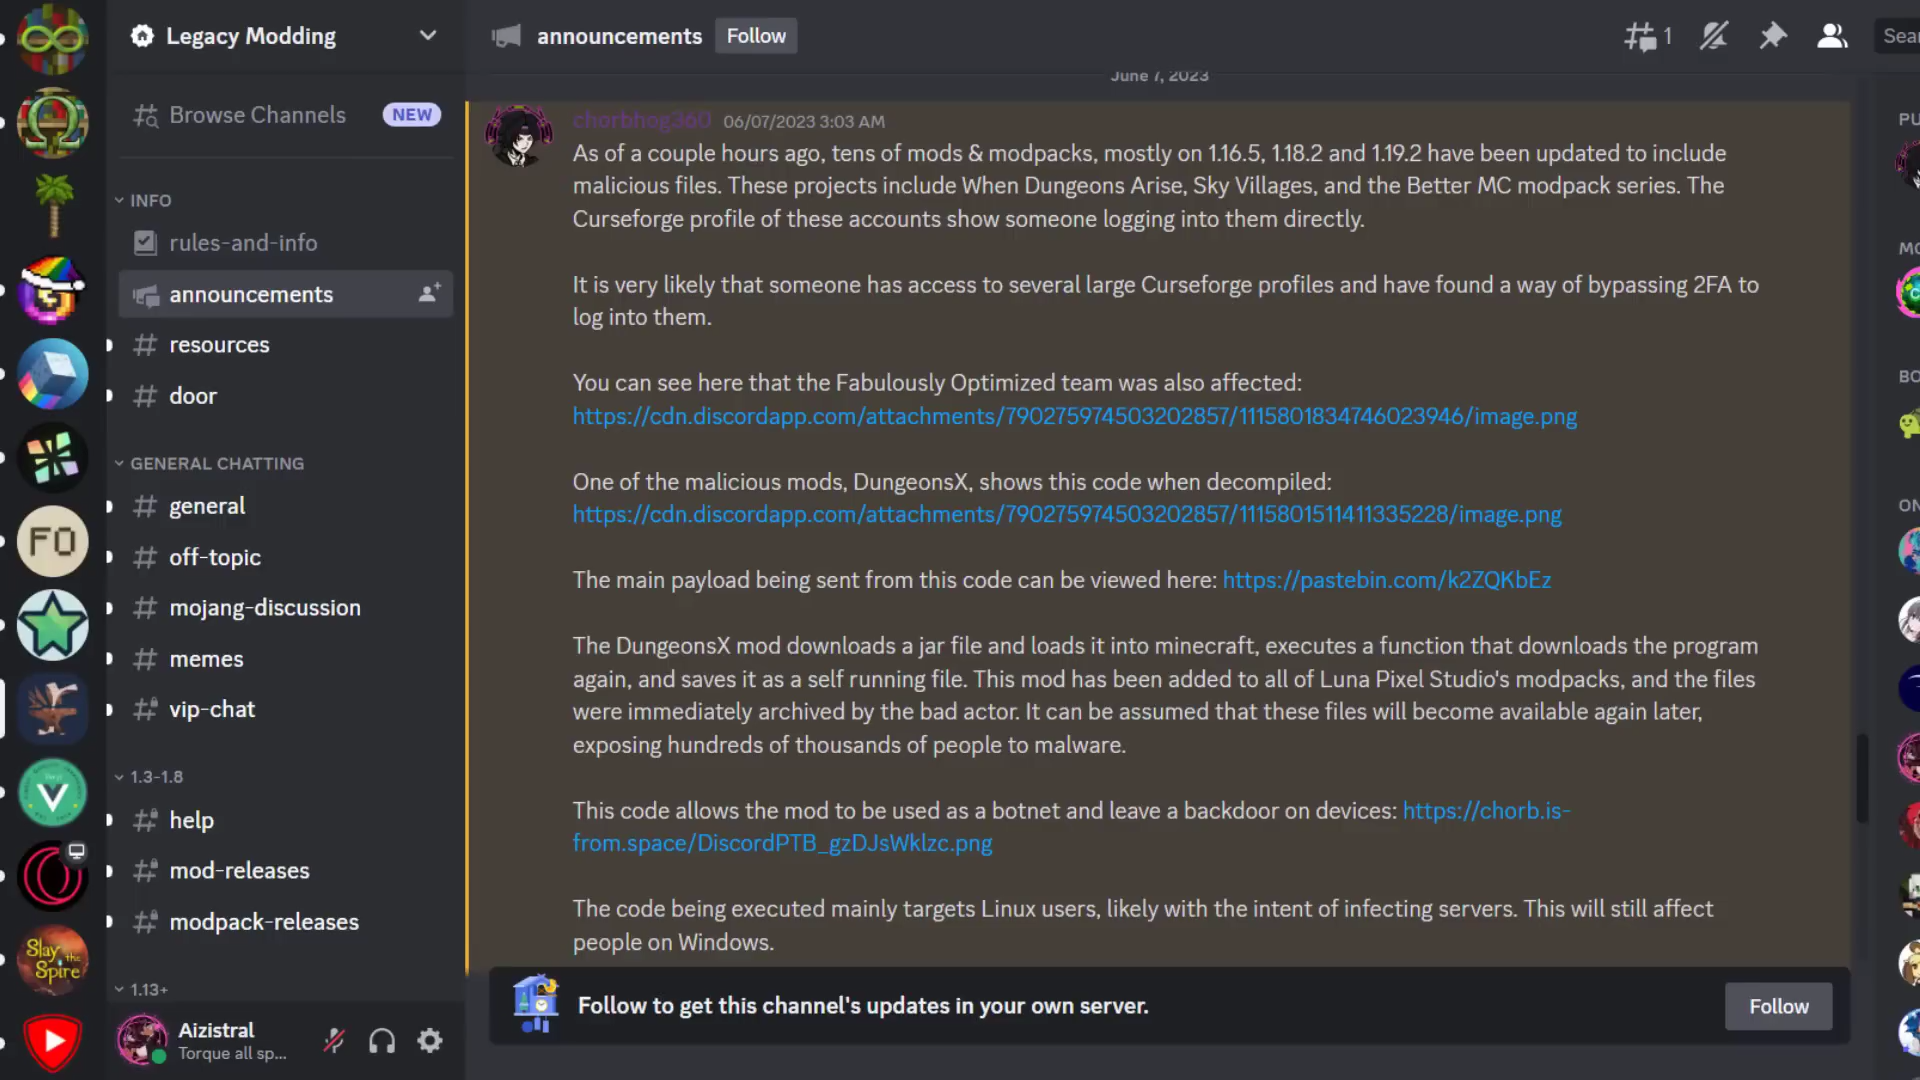 Legacy Modding
announcements
Follow
1
Sear
June 7, 2023
Browse Channels
NEW
INFO
rules-and-info
announcements
resources
door
GENERAL CHATTING
general
off-topic
mojang-discussion
memes
vip-chat
1.3-1.8
help
mod-releases
modpack-releases
1.13+
FO
Slay the
Spire
Aizistral
Torque all sp...
chorbhog360 06/07/2023 3:03 AM
As of a couple hours ago, tens of mods & modpacks, mostly on 1.16.5, 1.18.2 and 1.19.2 have been updated to include
malicious files. These projects include When Dungeons Arise, Sky Villages, and the Better MC modpack series. The
Curseforge profile of these accounts show someone logging into them directly.
It is very likely that someone has access to several large Curseforge profiles and have found a way of bypassing 2FA to
log into them.
You can see here that the Fabulously Optimized team was also affected:
https://cdn.discordapp.com/attachments/790275974503202857/1115801834746023946/image.png
One of the malicious mods, DungeonsX, shows this code when decompiled:
https://cdn.discordapp.com/attachments/790275974503202857/1115801511411335228/image.png
The main payload being sent from this code can be viewed here: https://pastebin.com/k2ZQKbEz
The DungeonsX mod downloads a jar file and loads it into minecraft, executes a function that downloads the program
again, and saves it as a self running file. This mod has been added to all of Luna Pixel Studio's modpacks, and the files
were immediately archived by the bad actor. It can be assumed that these files will become available again later,
exposing hundreds of thousands of people to malware.
This code allows the mod to be used as a botnet and leave a backdoor on devices: https://chorb.is-
from.space/DiscordPTB_gzDJsWklzc.png
The code being executed mainly targets Linux users, likely with the intent of infecting servers. This will still affect
people on Windows.
Follow to get this channel's updates in your own server.
Follow
PU
MO
BO
ON